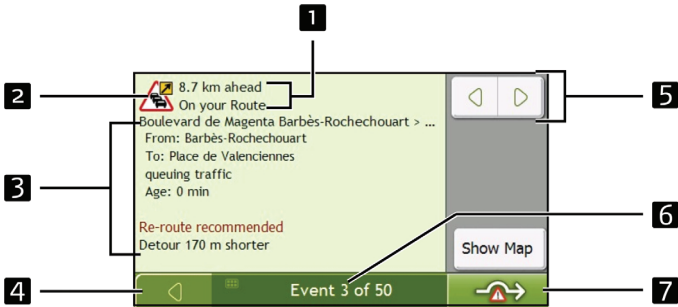 1
2
8.7 km ahead
On your Route
5
Boulevard de Magenta Barbès-Rochechouart > ...
From: Barbès-Rochechouart
To: Place de Valenciennes
queuing traffic
3
Age: 0 min
6
Re-route recommended
Detour 170 m shorter
Show Map
4
Event 3 of 50
7